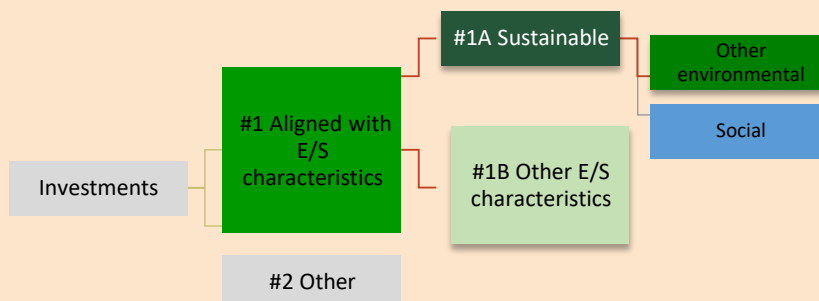 Investments
#1 Aligned with
E/S
characteristics
#2 Other
#1A Sustainable
#1B Other E/S
characteristics
Other
environmental
Social